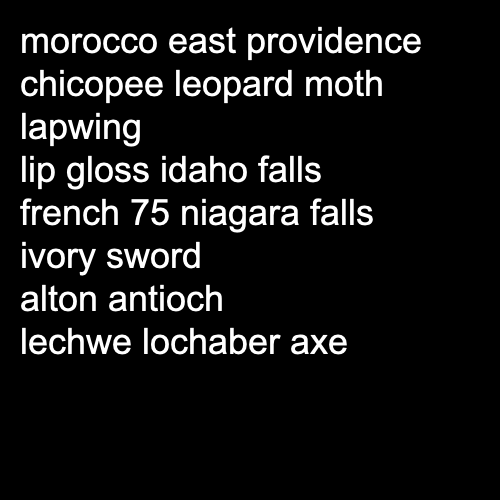 morocco east providence
chicopee leopard moth
lapwing
lip gloss idaho falls
french 75 niagara falls
ivory sword
alton antioch
lechwe lochaber axe